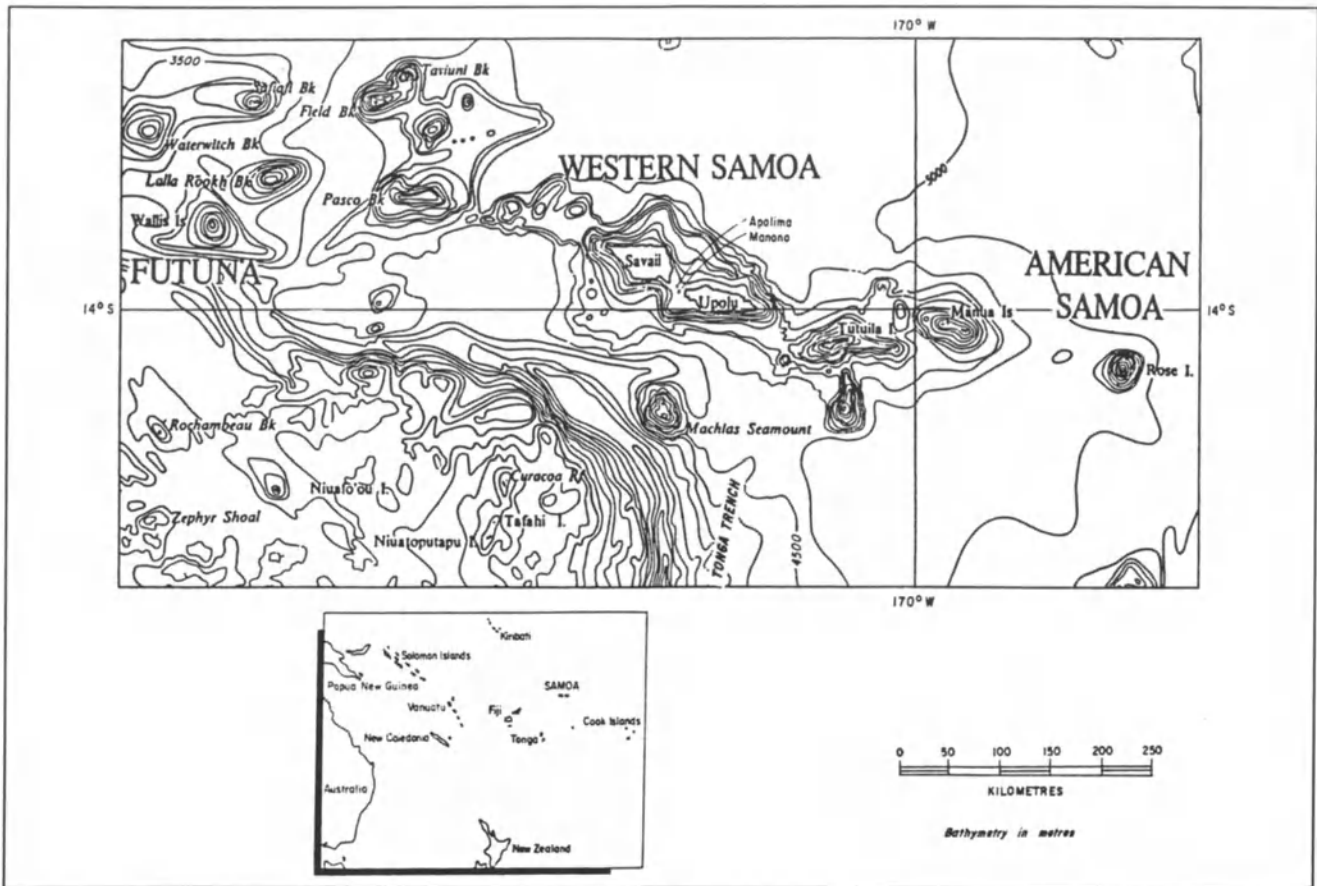 170° W
3500
Taviuni Bk
Field Bk
Waterwitch Bk
WESTERN SAMOA
Lalla Rookh Bk
Pasco Bk
5000
Wallis Is
Apolima
Manono
FUTUNA
Savaii
AMERICAN
SAMOA
14° S
Upolu
Manua Is
14° S
Tutuila I.
Rose I.
Rochambeau Bk
Machias Seamount
Curacoa Rf
Niuafo'ou I.
Zephyr Shoal
Tafahi I.
Niuatoputapu I.
TONGA TRENCH
4500
170° W
Kiribati
Solomon Islands
Papua New Guinea
SAMOA
Vanuatu
Fiji
Cook Islands
New Caledonia
Tonga
Australia
New Zealand
0 50 100 150 200 250
KILOMETRES
Bathymetry in metres